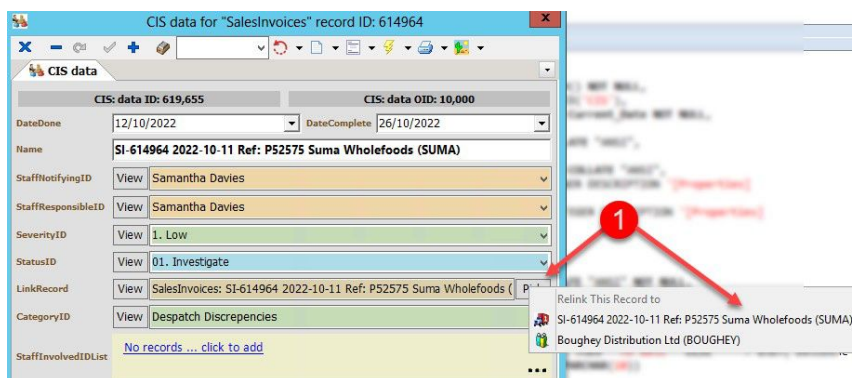 CIS data for "SalesInvoices" record ID: 614964
CIS data
CIS: data ID: 619,655 CIS: data OID: 10,000
DateDone 12/10/2022 DateComplete 26/10/2022
Name SI-614964 2022-10-11 Ref: P52575 Suma Wholefoods (SUMA)
StaffNotifyingID View Samantha Davies
StaffResponsibleID View Samantha Davies
SeverityID View 1. Low
StatusID View 01. Investigate
LinkRecord View SalesInvoices: SI-614964 2022-10-11 Ref: P52575 Suma Wholefoods (
CategoryID View Despatch Discrepencies
StaffInvolvedIDList No records ... click to add
...
1
Relink This Record to
SI-614964 2022-10-11 Ref: P52575 Suma Wholefoods (SUMA)
Boughey Distribution Ltd (BOUGHEY)